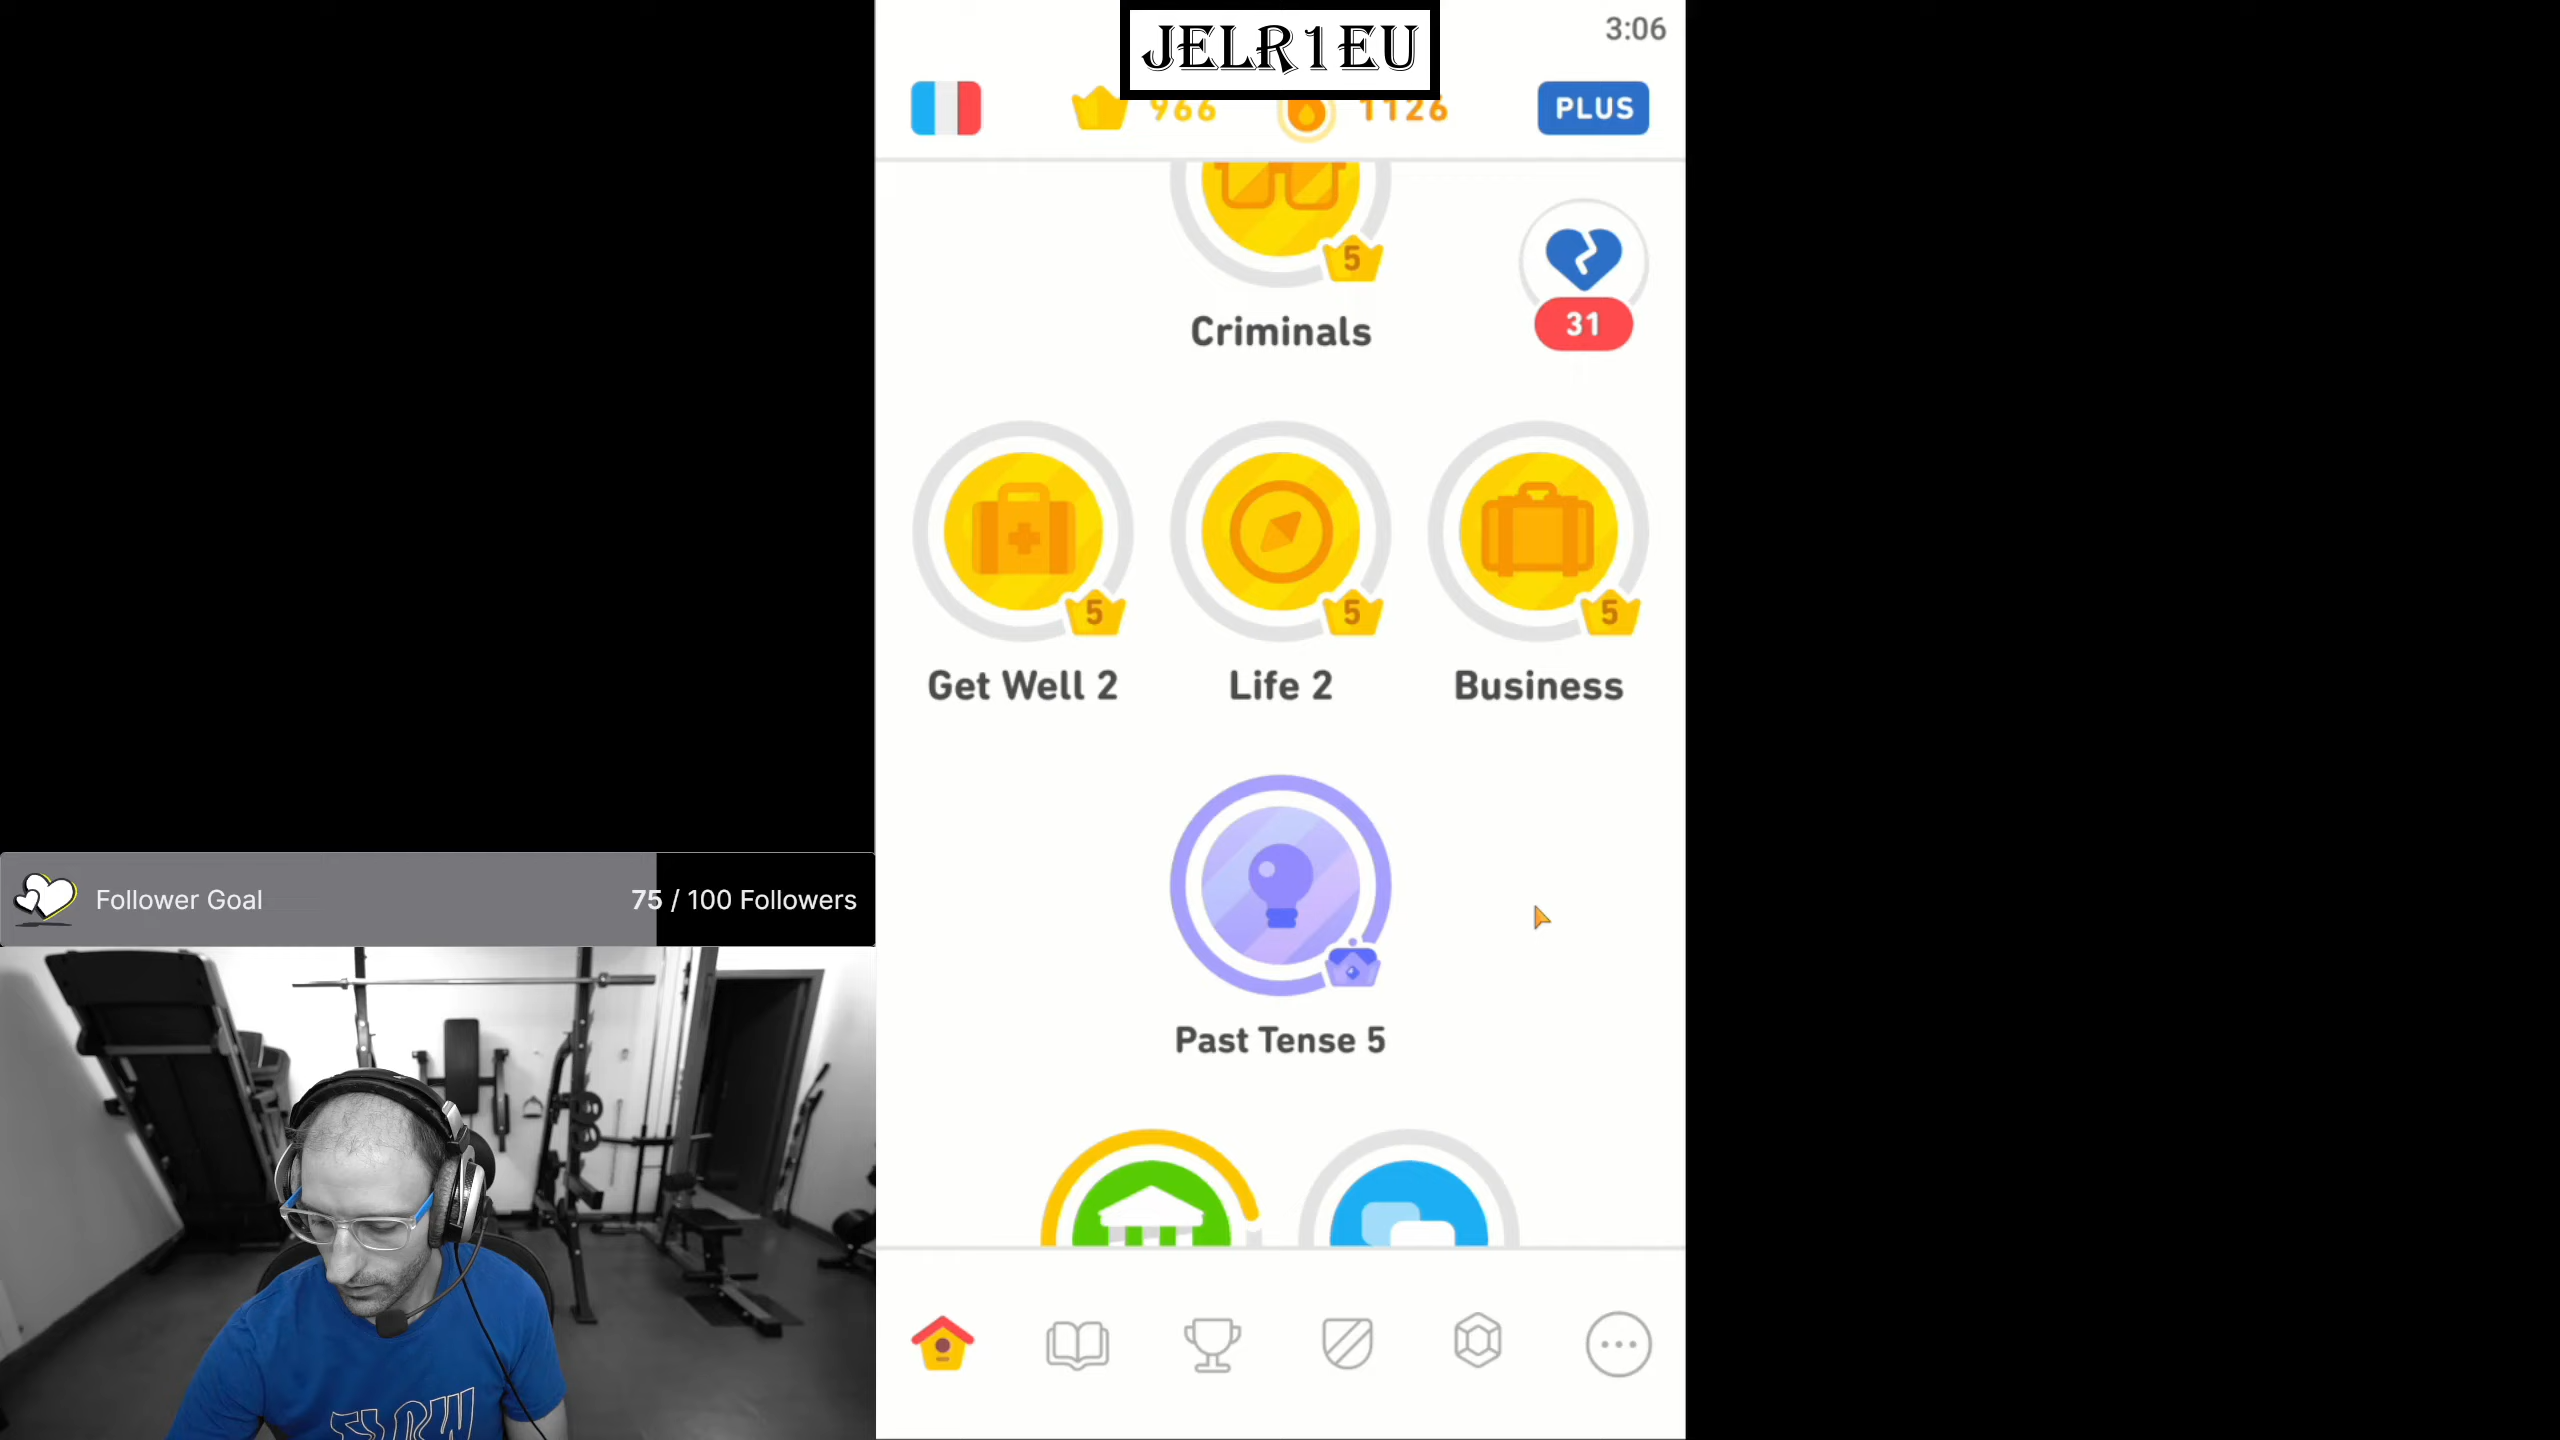 JELR1EU
3:06
966
1126
PLUS
5
Criminals
31
5
5
5
Get Well 2
Life 2
Business
Past Tense 5
Follower Goal
75 / 100 Followers
FLOW